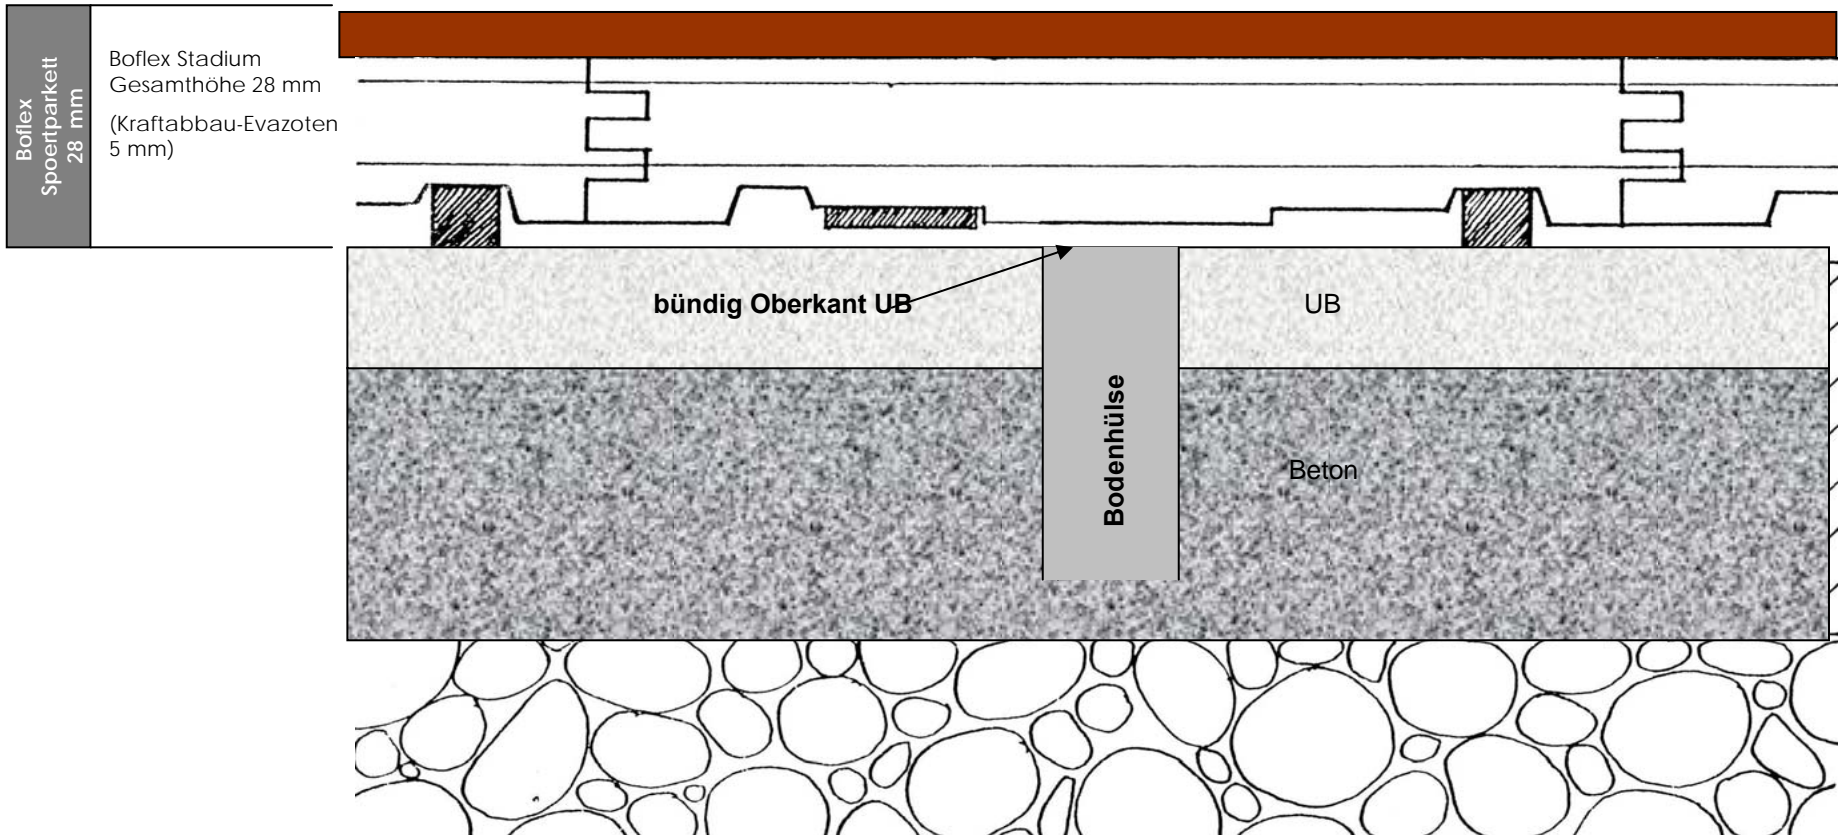 Boflex
Spoertparkett
28 mm
Boflex Stadium
Gesamthöhe 28 mm
(Kraftabbau-Evazoten
5 mm)
bündig Oberkant UB
UB
Bodenhülse
Beton